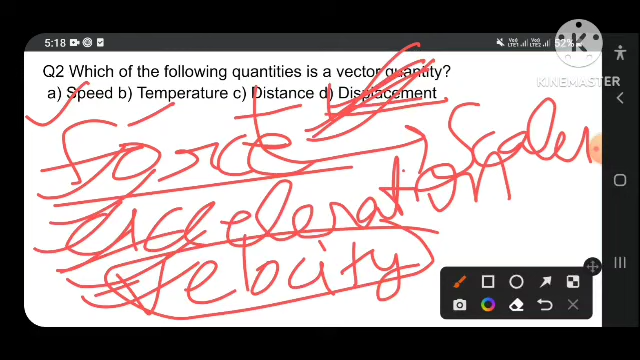 5:18
52%
KINEMASTER
Q2 Which of the following quantities is a vector quantity?
a) Speed b) Temperature c) Distance d) Displacement
Force
Scaler
acceleration
Velocity